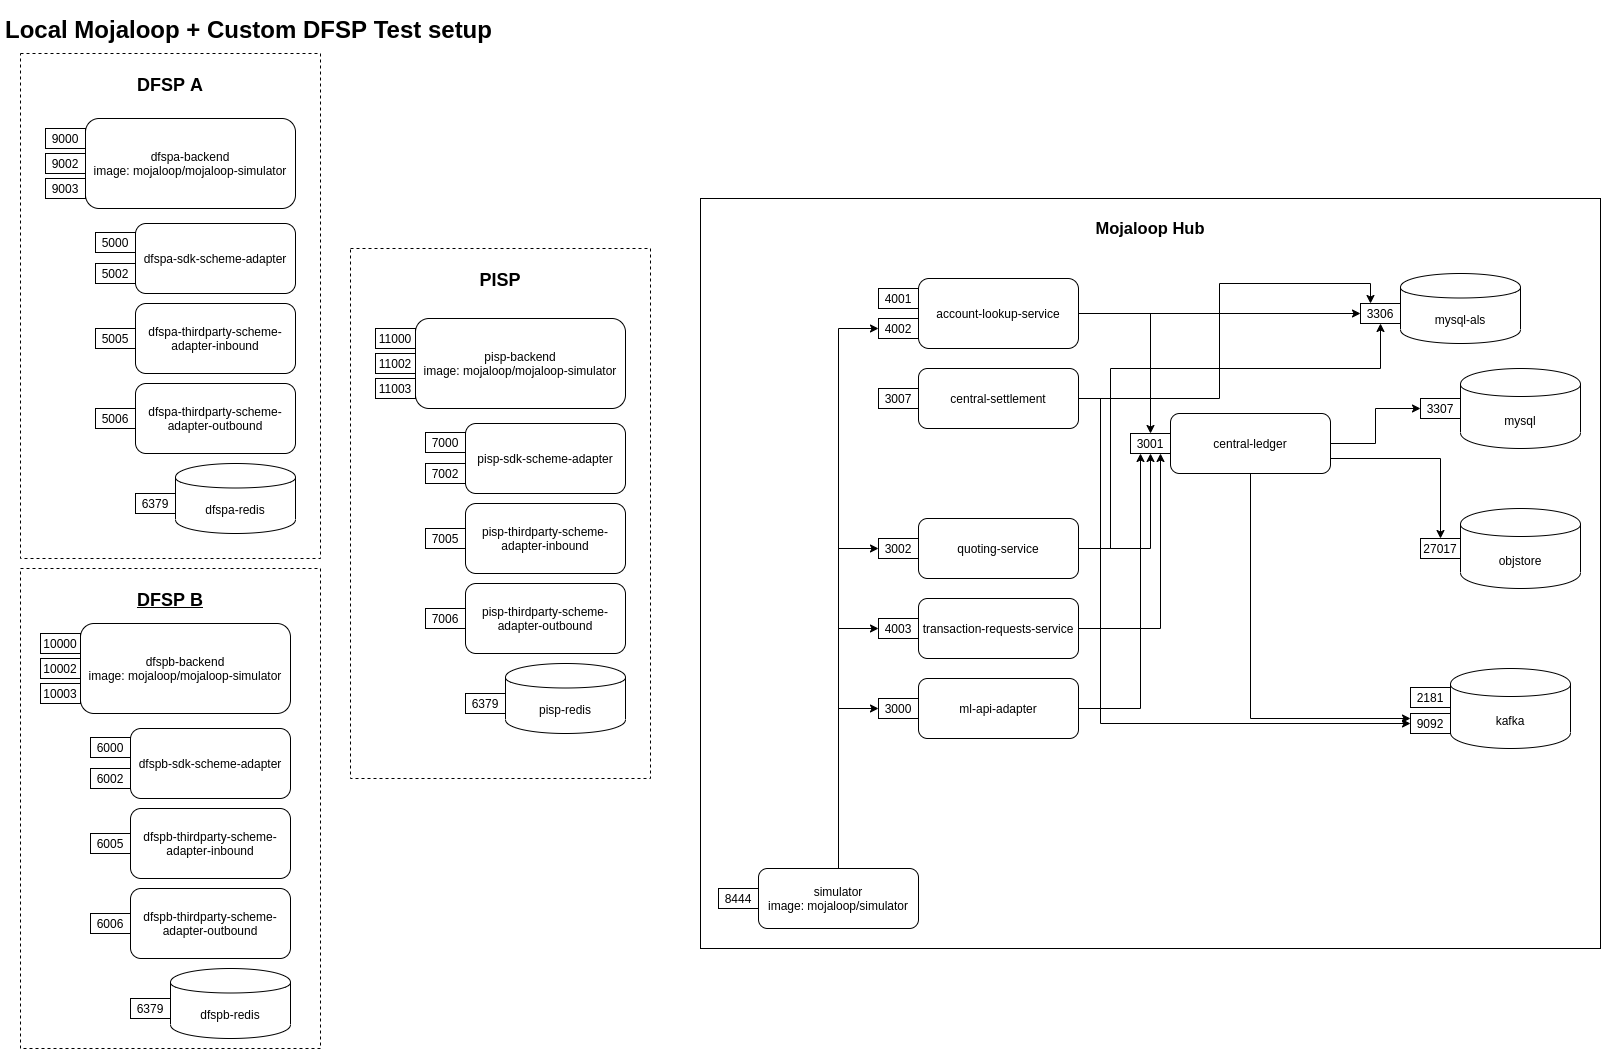 Local Mojaloop + Custom DFSP Test setup
DFSP A
9000
9002
9003
dfspa-backend
image: mojaloop/mojaloop-simulator
5000
5002
dfspa-sdk-scheme-adapter
5005
dfspa-thirdparty-scheme-
adapter-inbound
5006
dfspa-thirdparty-scheme-
adapter-outbound
6379
dfspa-redis
DFSP B
10000
10002
10003
dfspb-backend
image: mojaloop/mojaloop-simulator
6000
6002
dfspb-sdk-scheme-adapter
6005
dfspb-thirdparty-scheme-
adapter-inbound
6006
dfspb-thirdparty-scheme-
adapter-outbound
6379
dfspb-redis
PISP
11000
11002
11003
pisp-backend
image: mojaloop/mojaloop-simulator
7000
7002
pisp-sdk-scheme-adapter
7005
pisp-thirdparty-scheme-
adapter-inbound
7006
pisp-thirdparty-scheme-
adapter-outbound
6379
pisp-redis
Mojaloop Hub
4001
4002
account-lookup-service
3007
central-settlement
3002
quoting-service
4003
transaction-requests-service
3000
ml-api-adapter
8444
simulator
image: mojaloop/simulator
3001
central-ledger
3306
mysql-als
3307
mysql
27017
objstore
2181
9092
kafka